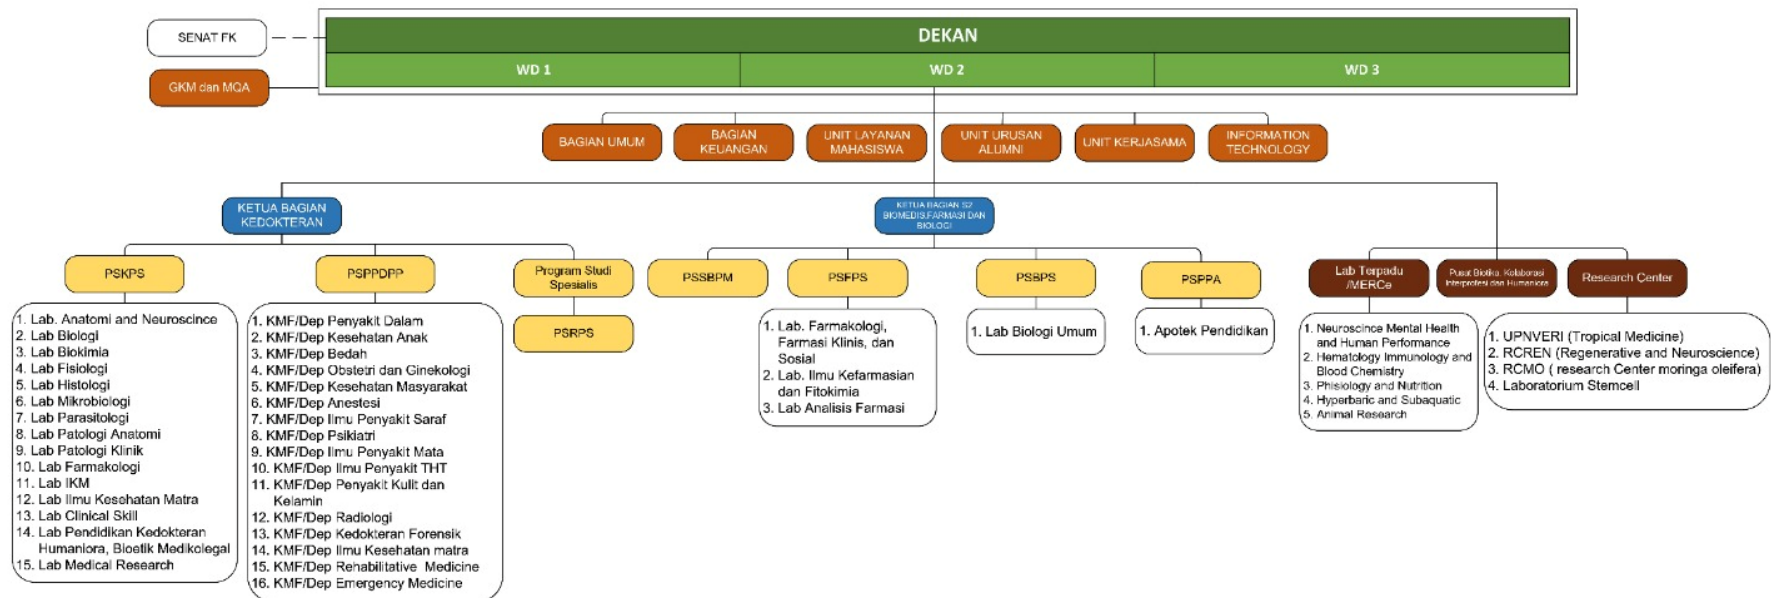 SENAT FK
DEKAN
WD 1
WD 2
WD 3
GKM dan MQA
BAGIAN UMUM
BAGIAN
KEUANGAN
UNIT LAYANAN
MAHASISWA
UNIT URUSAN
ALUMNI
UNIT KERJASAMA
INFORMATION
TECHNOLOGY
KETUA BAGIAN
KEDOKTERAN
KETUA BAGIAN S2
BIOMEDIS,FARMASI DAN
BIOLOGI
PSKPS
PSPPDPP
Program Studi
Spesialis
PSRPS
PSSBPM
PSFPS
PSBPS
PSPPA
Lab Terpadu
/MERCe
Pusat Biotika, Kolaborasi
Interprofesi dan Humaniora
Research Center
1. Lab. Anatomi and Neuroscince
2. Lab Biologi
3. Lab Biokimia
4. Lab Fisiologi
5. Lab Histologi
6. Lab Mikrobiologi
7. Lab Parasitologi
8. Lab Patologi Anatomi
9. Lab Patologi Klinik
10. Lab Farmakologi
11. Lab IKM
12. Lab Ilmu Kesehatan Matra
13. Lab Clinical Skill
14. Lab Pendidikan Kedokteran
Humaniora, Bioetik Medikolegal
15. Lab Medical Research
1. KMF/Dep Penyakit Dalam
2. KMF/Dep Kesehatan Anak
3. KMF/Dep Bedah
4. KMF/Dep Obstetri dan Ginekologi
5. KMF/Dep Kesehatan Masyarakat
6. KMF/Dep Anestesi
7. KMF/Dep Ilmu Penyakit Saraf
8. KMF/Dep Psikiatri
9. KMF/Dep Ilmu Penyakit Mata
10. KMF/Dep Ilmu Penyakit THT
11. KMF/Dep Penyakit Kulit dan
Kelamin
12. KMF/Dep Radiologi
13. KMF/Dep Kedokteran Forensik
14. KMF/Dep Ilmu Kesehatan matra
15. KMF/Dep Rehabilitative Medicine
16. KMF/Dep Emergency Medicine
1. Lab. Farmakologi,
Farmasi Klinis, dan
Sosial
2. Lab. Ilmu Kefarmasian
dan Fitokimia
3. Lab Analisis Farmasi
1. Lab Biologi Umum
1. Apotek Pendidikan
1. Neuroscince Mental Health
and Human Performance
2. Hematology Immunology and
Blood Chemistry
3. Phisiology and Nutrition
4. Hyperbaric and Subaquatic
5. Animal Research
1. UPNVERI (Tropical Medicine)
2. RCREN (Regenerative and Neuroscience)
3. RCMO ( research Center moringa oleifera)
4. Laboratorium Stemcell